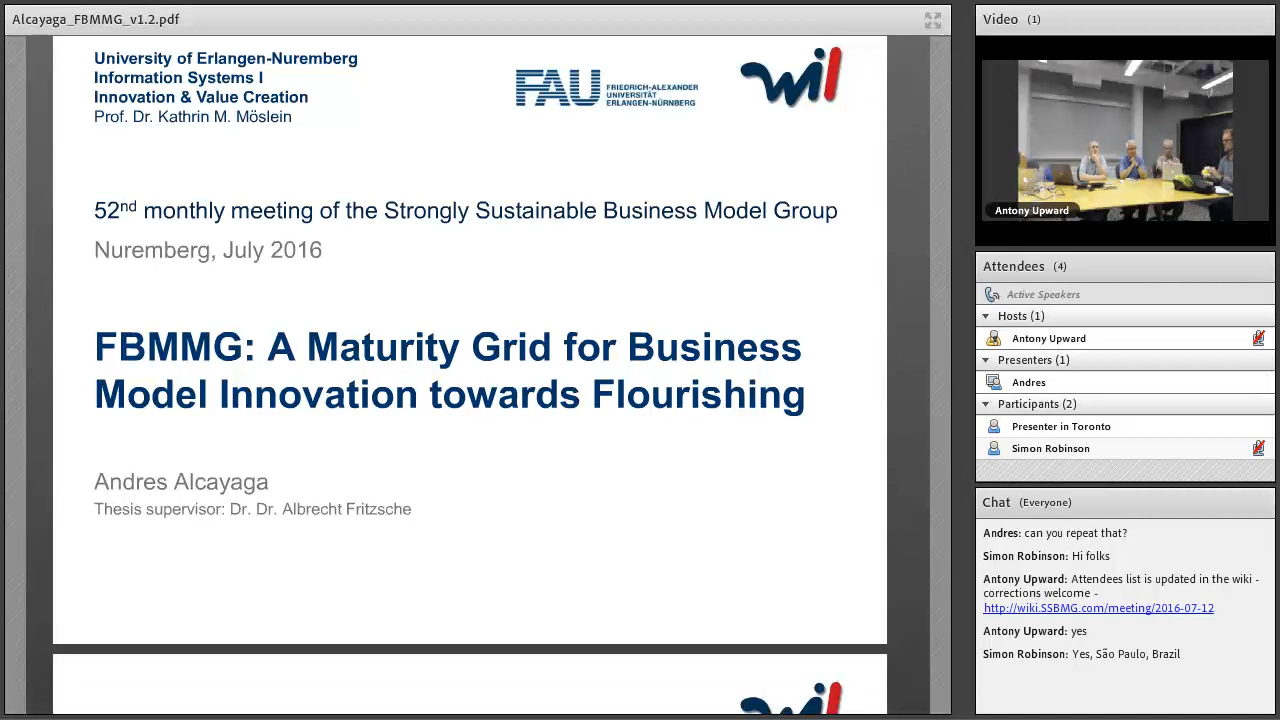 Alcayaga_FBMMG_v1.2.pdf
University of Erlangen-Nuremberg
Information Systems I
Innovation & Value Creation
Prof. Dr. Kathrin M. Möslein
FAU FRIEDRICH-ALEXANDER
UNIVERSITÄT
ERLANGEN-NÜRNBERG
wi1
52nd monthly meeting of the Strongly Sustainable Business Model Group
Nuremberg, July 2016
FBMMG: A Maturity Grid for Business
Model Innovation towards Flourishing
Andres Alcayaga
Thesis supervisor: Dr. Dr. Albrecht Fritzsche
wi1
Video (1)
Antony Upward
Attendees (4)
Active Speakers
Hosts (1)
Antony Upward
Presenters (1)
Andres
Participants (2)
Presenter in Toronto
Simon Robinson
Chat (Everyone)
Andres: can you repeat that?
Simon Robinson: Hi folks
Antony Upward: Attendees list is updated in the wiki -
corrections welcome -
http://wiki.SSBMG.com/meeting/2016-07-12
Antony Upward: yes
Simon Robinson: Yes, São Paulo, Brazil